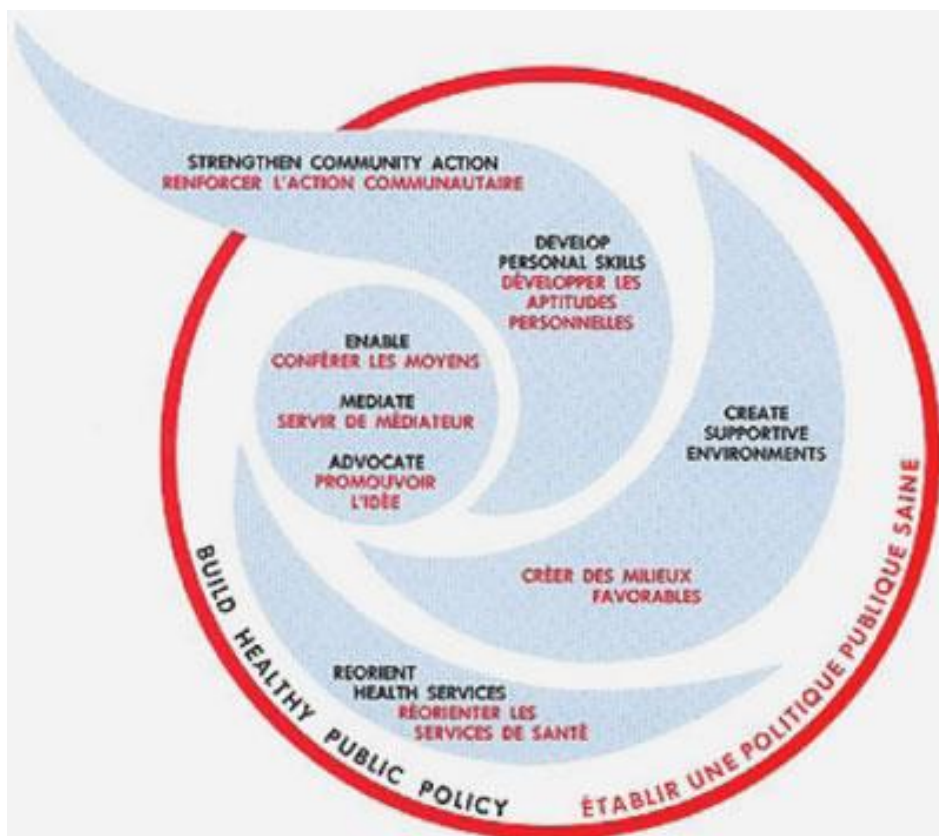 STRENGTHEN COMMUNITY ACTION
RENFORCER L'ACTION COMMUNAUTAIRE
DEVELOP
PERSONAL SKILLS
DÉVELOPPER LES
APTITUDES
PERSONNELLES
ENABLE
CONFÉRER LES MOYENS
MEDIATE
SERVIR DE MÉDIATEUR
ADVOCATE
PROMOUVOIR
L'IDÉE
CREATE
SUPPORTIVE
ENVIRONMENTS
CRÉER DES MILIEUX
FAVORABLES
REORIENT
HEALTH SERVICES
RÉORIENTER LES
SERVICES DE SANTÉ
BUILD HEALTHY PUBLIC POLICY
ÉTABLIR UNE POLITIQUE PUBLIQUE SAINE